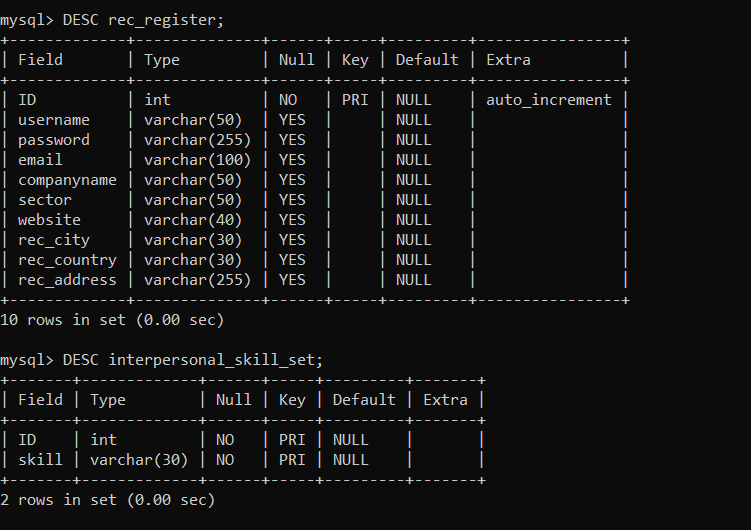 mysql> DESC rec_register;
+-------------+--------------+------+-----+---------+----------------+
| Field       | Type         | Null | Key | Default | Extra          |
+-------------+--------------+------+-----+---------+----------------+
| ID          | int          | NO   | PRI | NULL    | auto_increment |
| username    | varchar(50)  | YES  |     | NULL    |                |
| password    | varchar(255) | YES  |     | NULL    |                |
| email       | varchar(100) | YES  |     | NULL    |                |
| companyname | varchar(50)  | YES  |     | NULL    |                |
| sector      | varchar(50)  | YES  |     | NULL    |                |
| website     | varchar(40)  | YES  |     | NULL    |                |
| rec_city    | varchar(30)  | YES  |     | NULL    |                |
| rec_country | varchar(30)  | YES  |     | NULL    |                |
| rec_address | varchar(255) | YES  |     | NULL    |                |
+-------------+--------------+------+-----+---------+----------------+
10 rows in set (0.00 sec)

mysql> DESC interpersonal_skill_set;
+-------+-------------+------+-----+---------+-------+
| Field | Type        | Null | Key | Default | Extra |
+-------+-------------+------+-----+---------+-------+
| ID    | int         | NO   | PRI | NULL    |       |
| skill | varchar(30) | NO   | PRI | NULL    |       |
+-------+-------------+------+-----+---------+-------+
2 rows in set (0.00 sec)